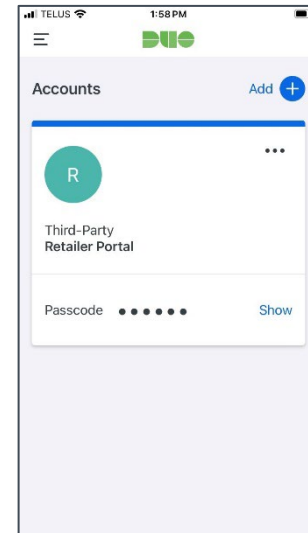 TELUS 1:58 PM
DUO
Accounts Add
R
Third-Party
Retailer Portal
Passcode •••••• Show